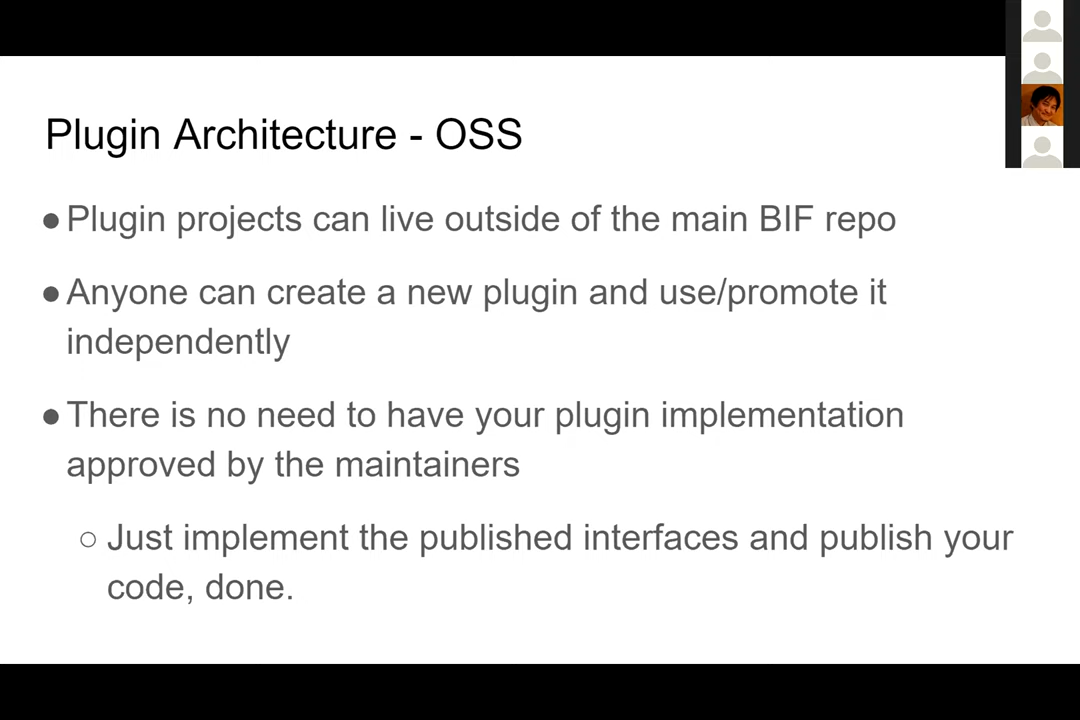 Plugin Architecture - OSS
● Plugin projects can live outside of the main BIF repo
● Anyone can create a new plugin and use/promote it
independently
● There is no need to have your plugin implementation
approved by the maintainers
○ Just implement the published interfaces and publish your
code, done.